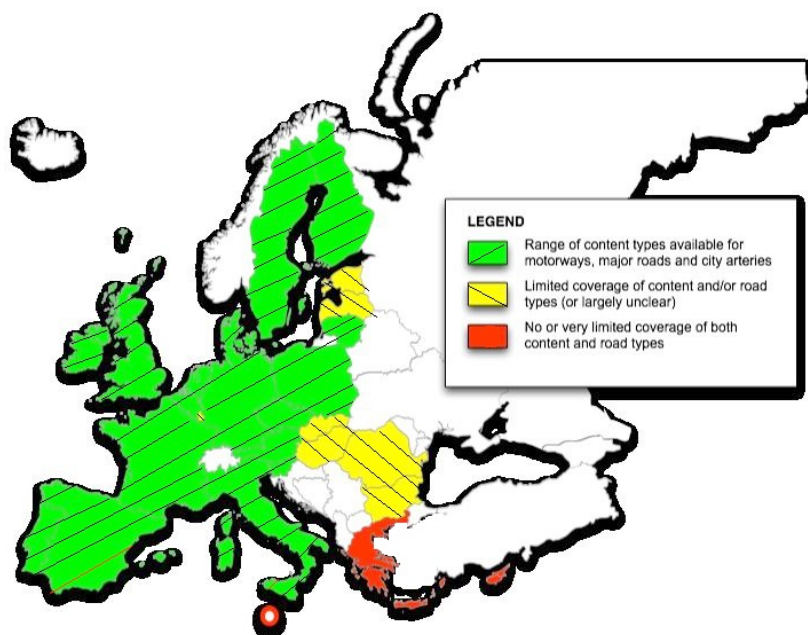 LEGEND
Range of content types available for
motorways, major roads and city arteries
Limited coverage of content and/or road
types (or largely unclear)
No or very limited coverage of both
content and road types